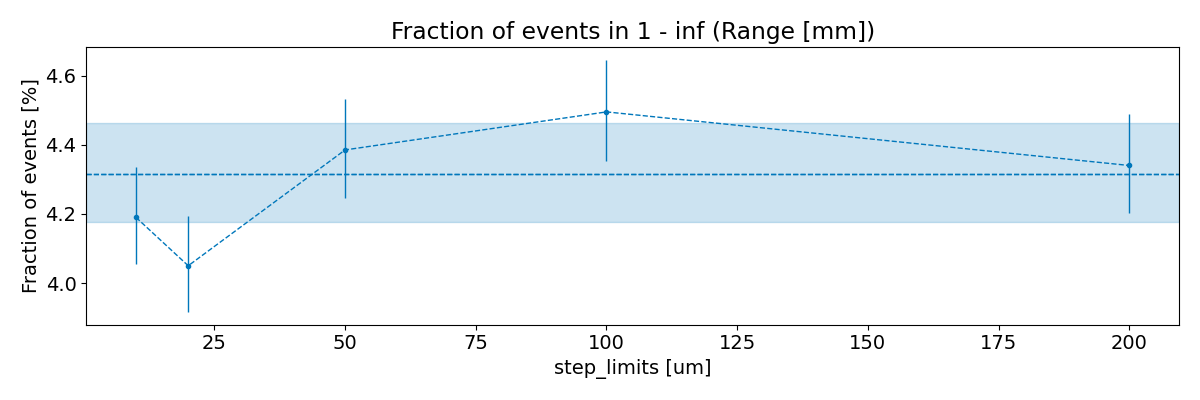 Fraction of events in 1 - inf (Range [mm])
Fraction of events [%]
4.6
4.4
4.2
4.0
25 50 75 100 125 150 175 200
step_limits [um]